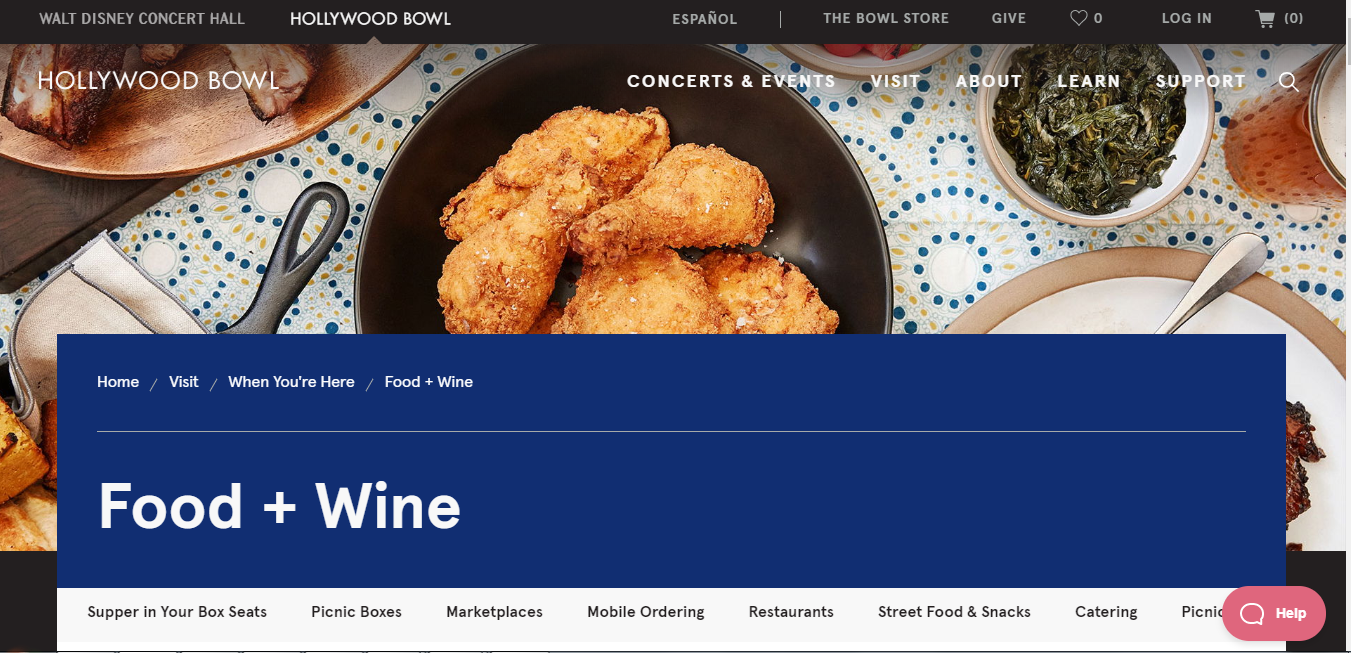 WALT DISNEY CONCERT HALL HOLLYWOOD BOWL ESPAÑOL THE BOWL STORE GIVE 0 LOG IN (0)
HOLLYWOOD BOWL CONCERTS & EVENTS VISIT ABOUT LEARN SUPPORT
Home / Visit / When You're Here / Food + Wine
Food + Wine
Supper in Your Box Seats Picnic Boxes Marketplaces Mobile Ordering Restaurants Street Food & Snacks Catering
Help